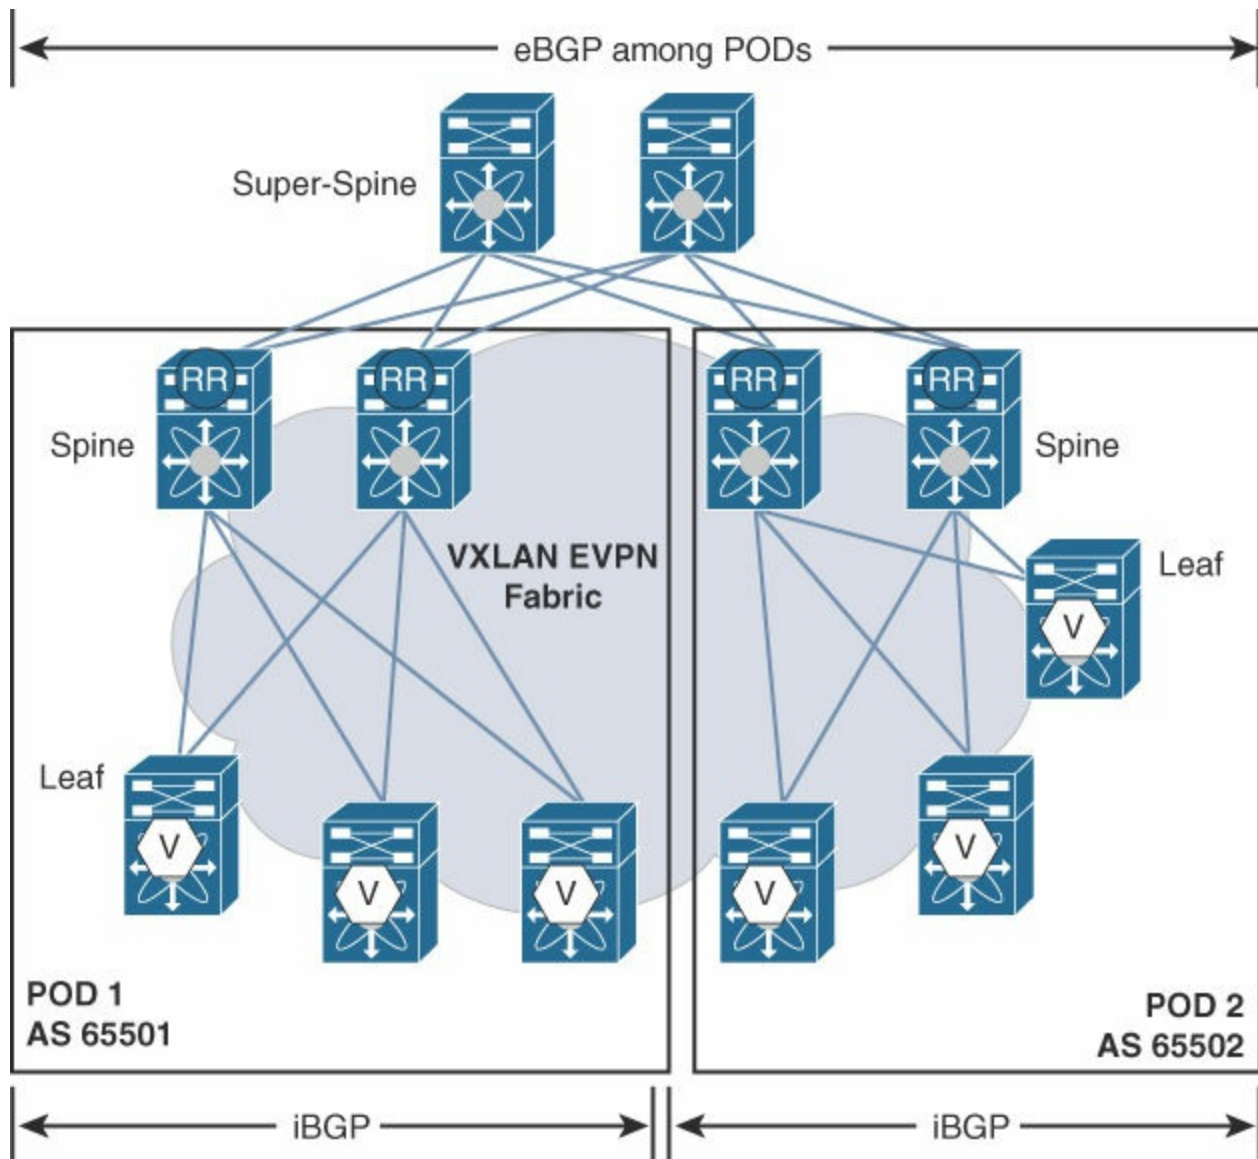 eBGP among PODs
Super-Spine
RR
RR
RR
RR
Spine
Spine
VXLAN EVPN
Fabric
Leaf
V
Leaf
V
V
V
V
V
POD 1
AS 65501
POD 2
AS 65502
iBGP
iBGP